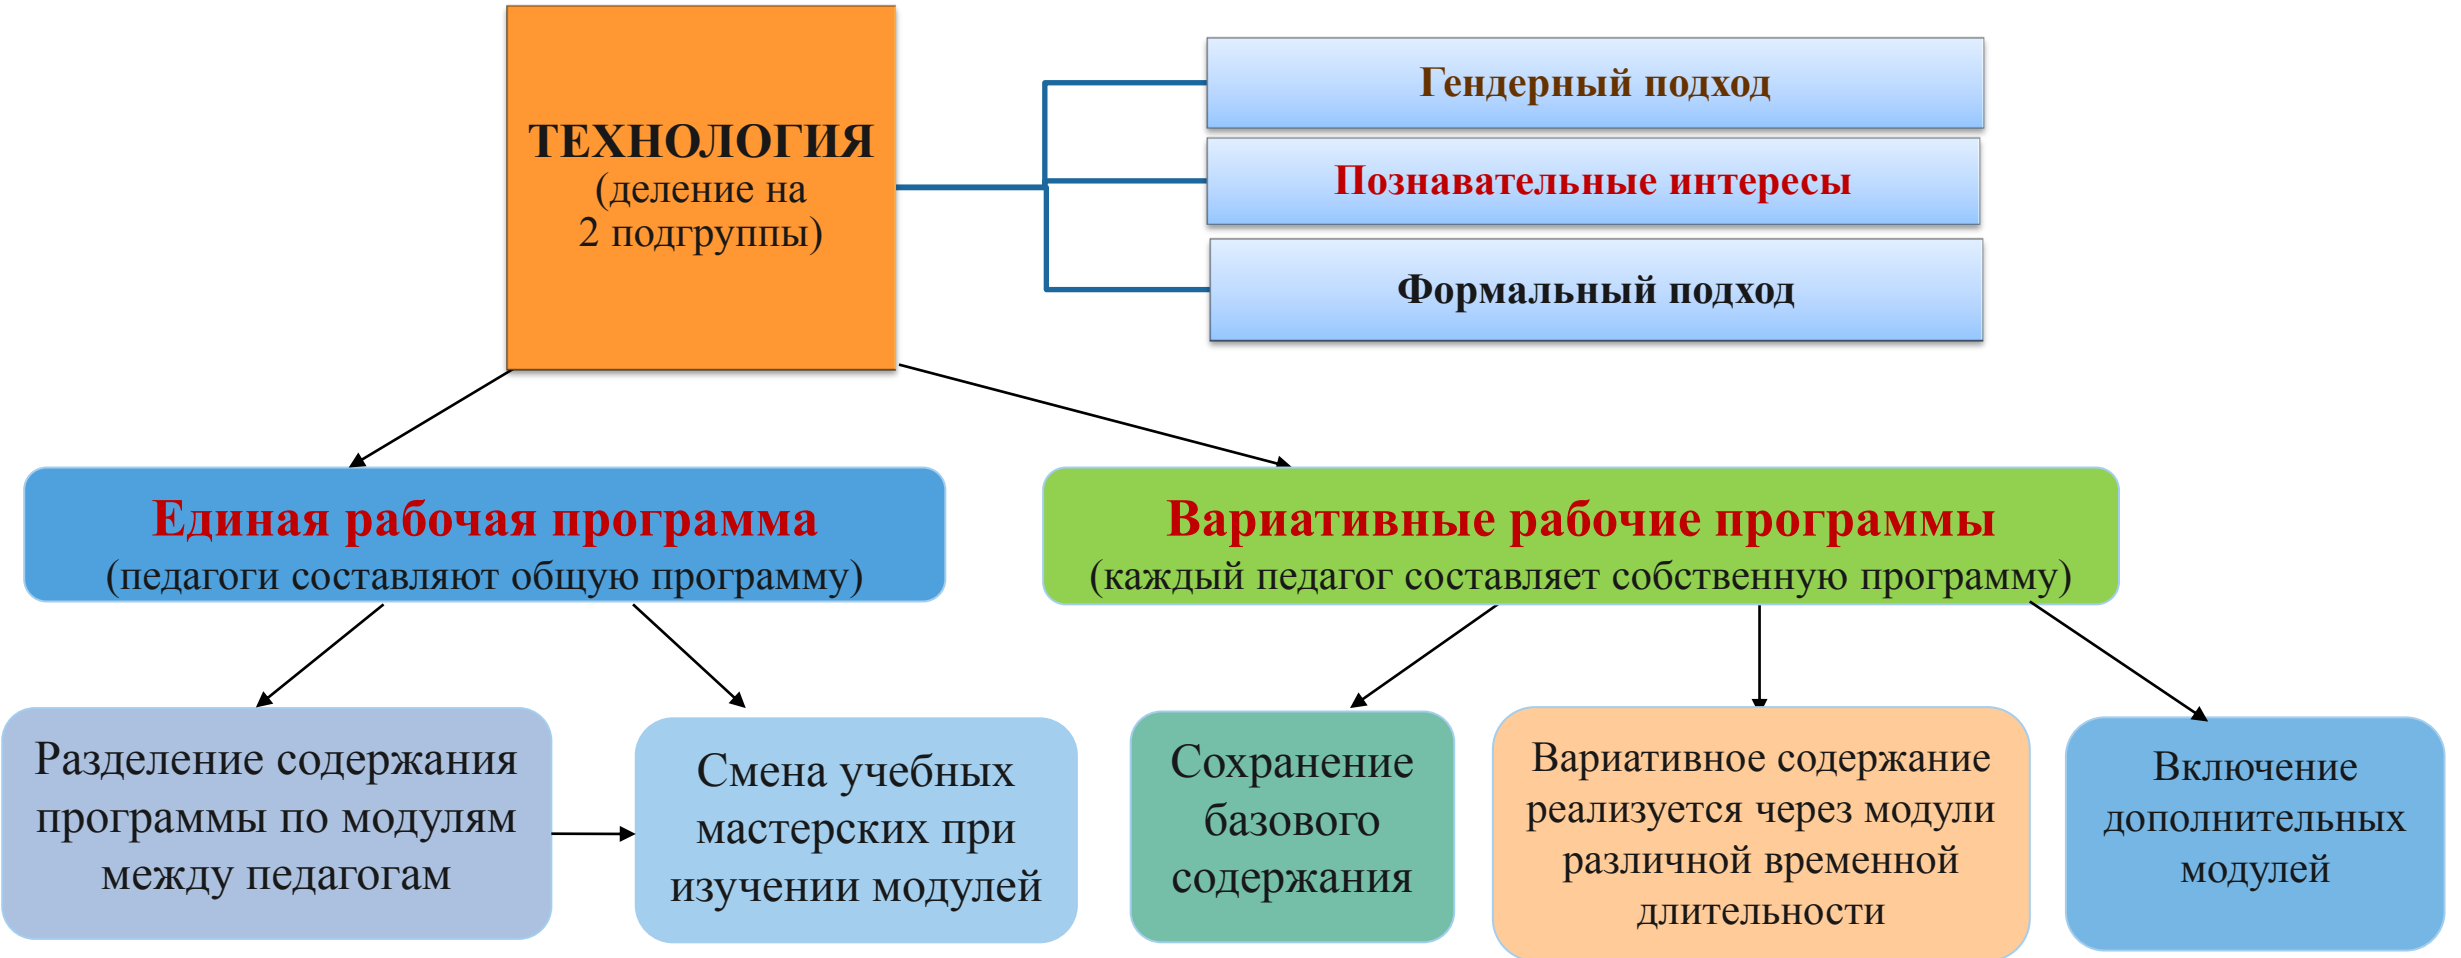 ТЕХНОЛОГИЯ
(деление на
2 подгруппы)
Гендерный подход
Познавательные интересы
Формальный подход
Единая рабочая программа
(педагоги составляют общую программу)
Вариативные рабочие программы
(каждый педагог составляет собственную программу)
Разделение содержания
программы по модулям
между педагогам
Смена учебных
мастерских при
изучении модулей
Сохранение
базового
содержания
Вариативное содержание
реализуется через модули
различной временной
длительности
Включение
дополнительных
модулей